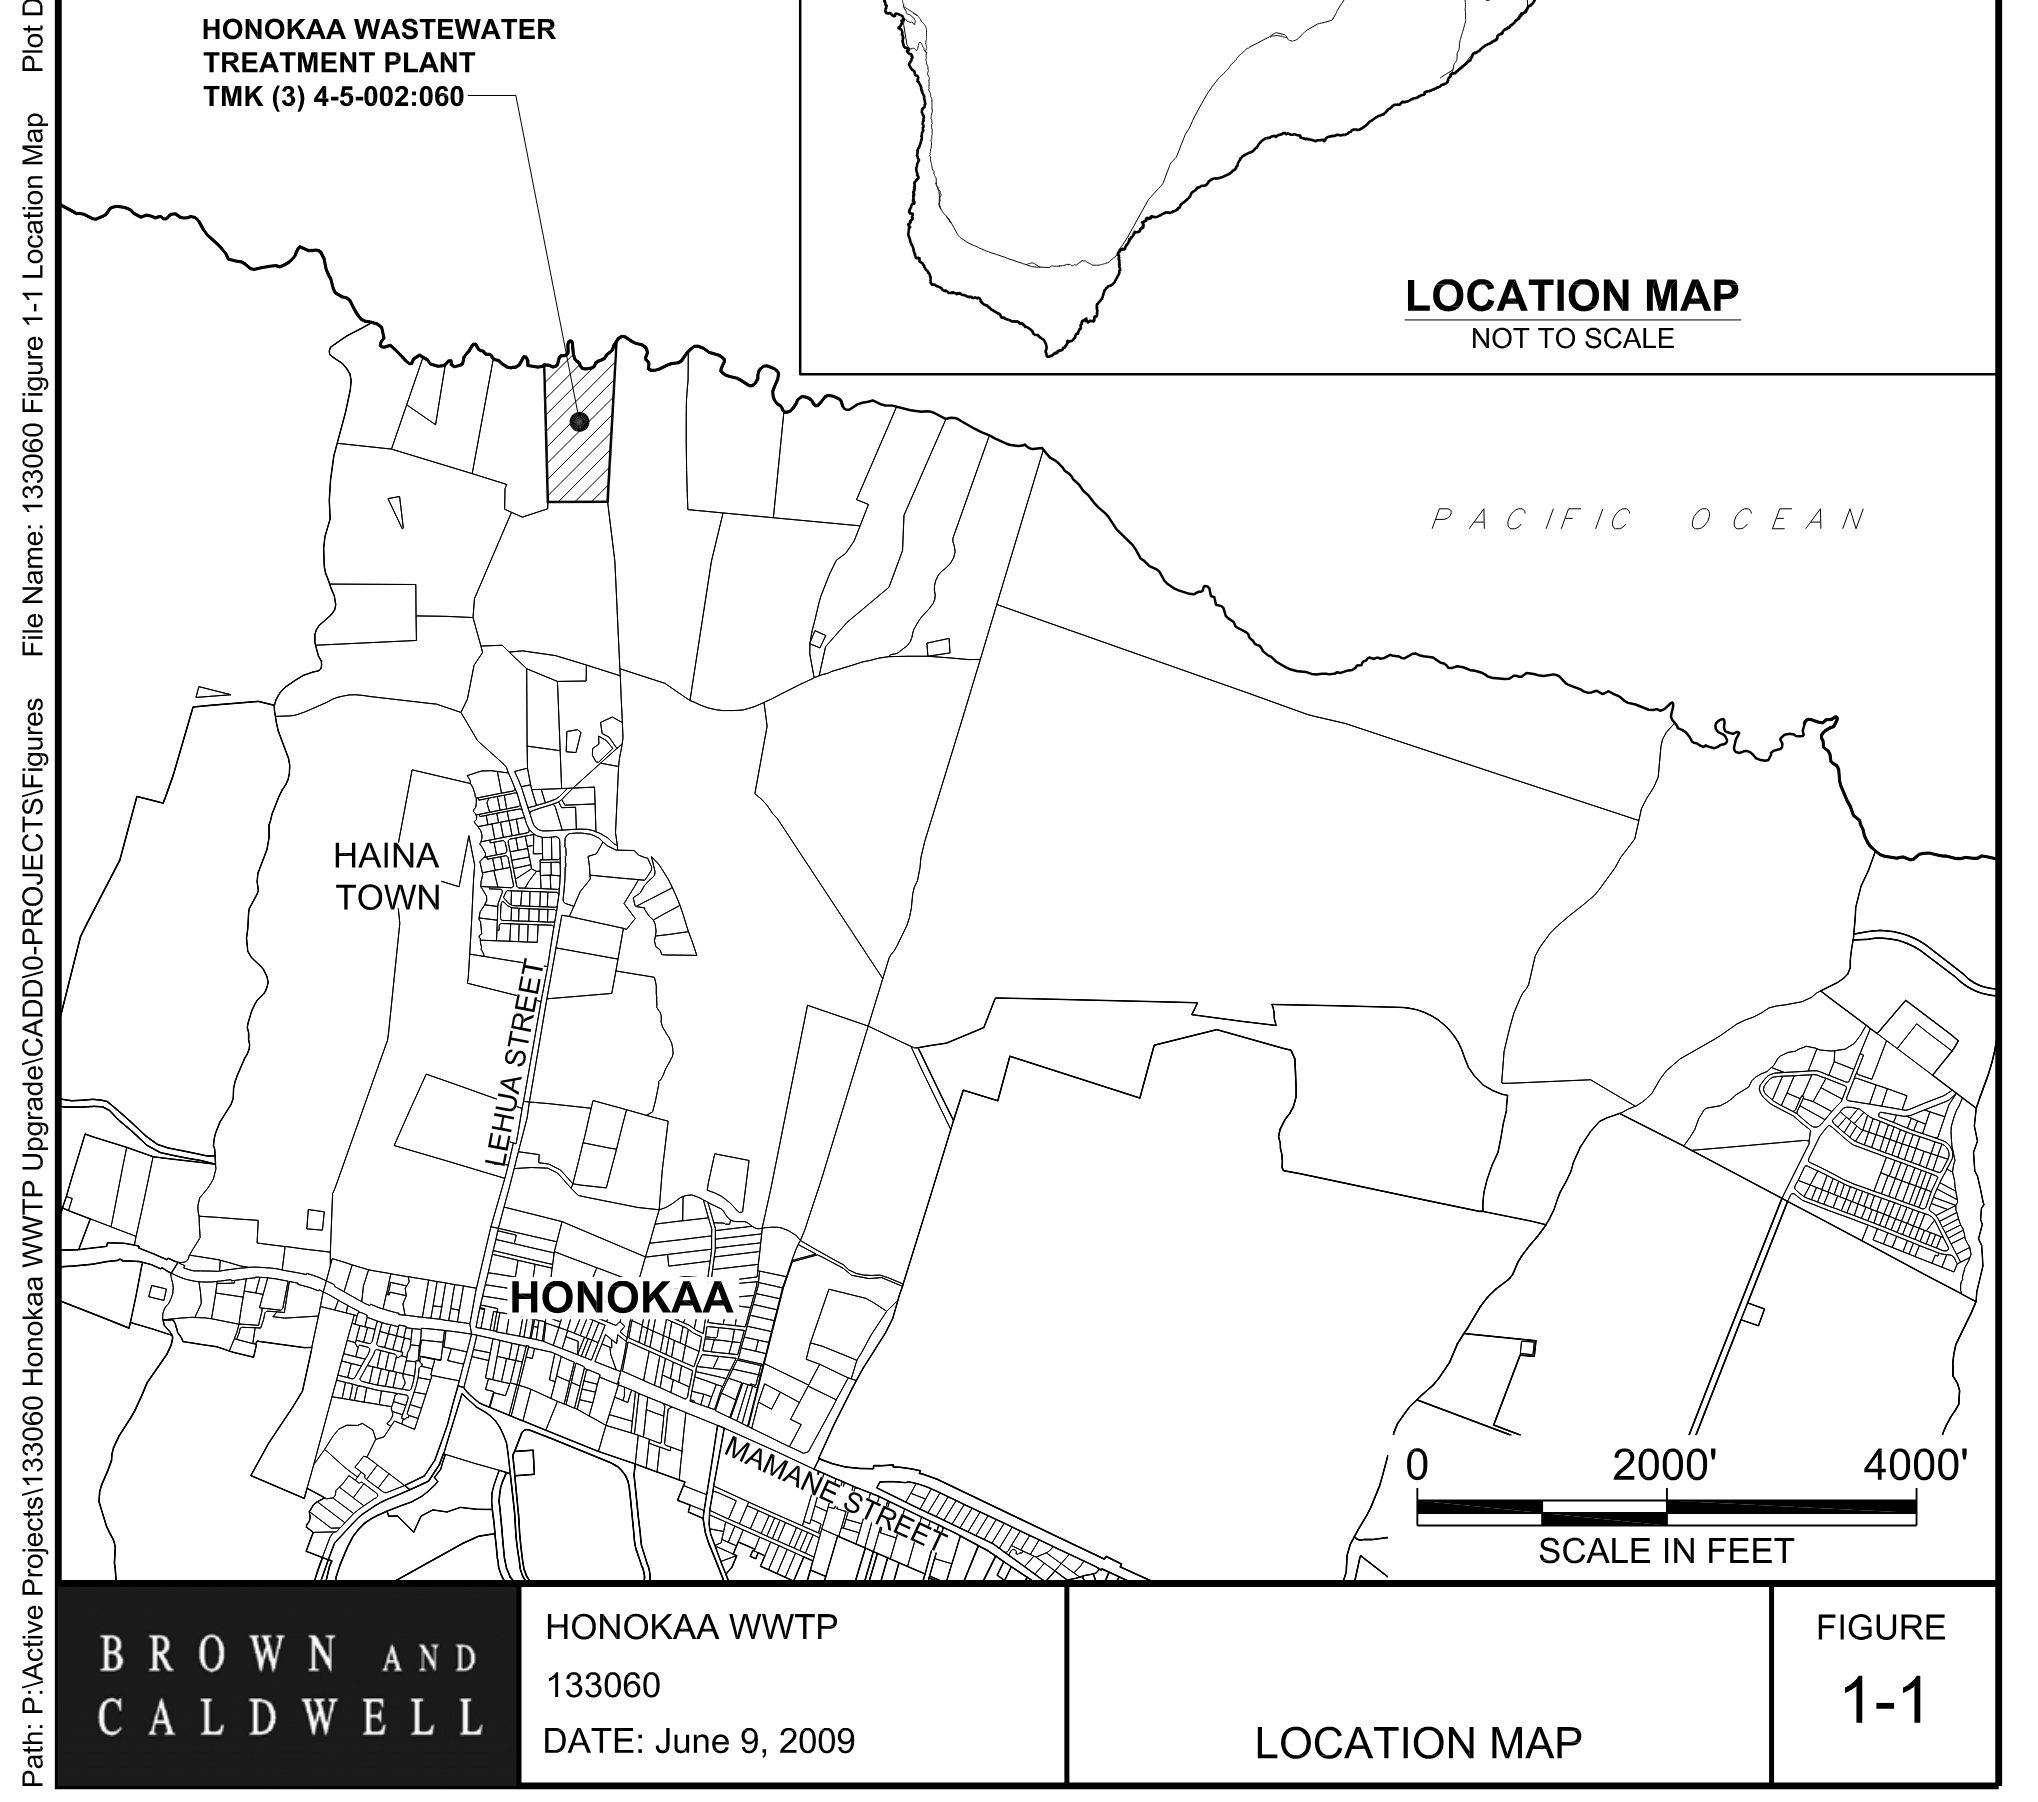 HONOKAA WASTEWATER
TREATMENT PLANT
TMK (3) 4-5-002:060
LOCATION MAP
NOT TO SCALE
PACIFIC OCEAN
HAINA
TOWN
LEHUA STREET
HONOKAA
MAMANE STREET
0 2000' 4000'
SCALE IN FEET
BROWN AND
CALDWELL
HONOKAA WWTP
133060
DATE: June 9, 2009
LOCATION MAP
FIGURE
1-1
Path: P:\Active Projects\133060 Honokaa WWTP Upgrade\CADD\0-PROJECTS\Figures File Name: 133060 Figure 1-1 Location Map Plot D